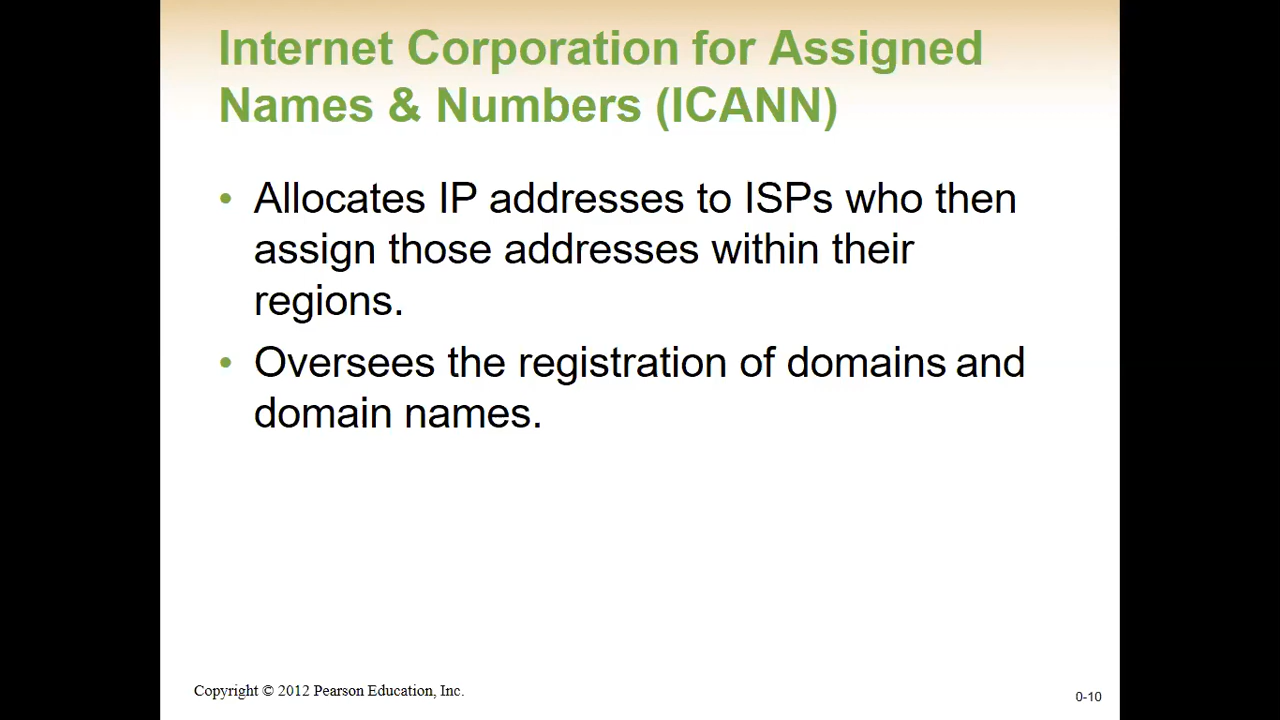 Internet Corporation for Assigned
Names & Numbers (ICANN)
• Allocates IP addresses to ISPs who then
assign those addresses within their
regions.
• Oversees the registration of domains and
domain names.
Copyright © 2012 Pearson Education, Inc.
0-10